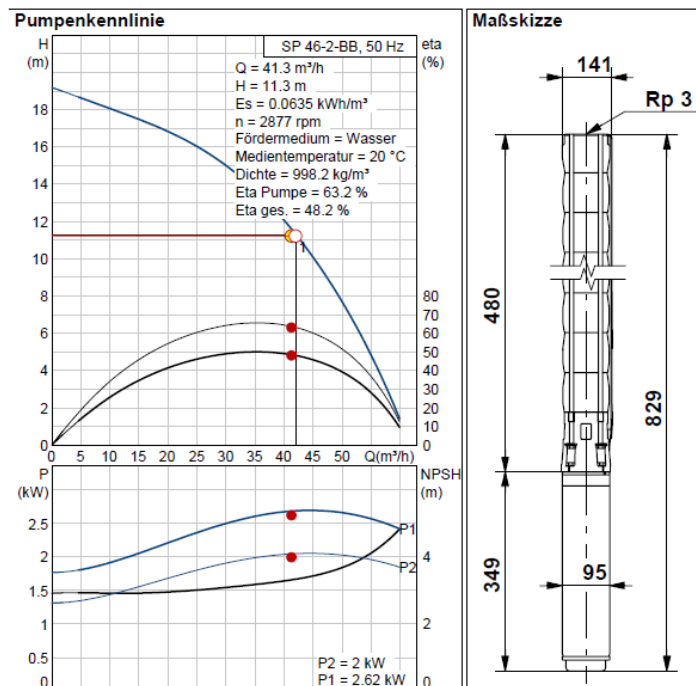 Pumpenkennlinie
H
(m)
SP 46-2-BB, 50 Hz
eta
(%)
Q = 41.3 m³/h
H = 11.3 m
Es = 0.0635 kWh/m³
n = 2877 rpm
Fördermedium = Wasser
Medientemperatur = 20 °C
Dichte = 998.2 kg/m³
Eta Pumpe = 63.2 %
Eta ges. = 48.2 %
18
16
14
12
10
8
6
4
2
0
1
80
70
60
50
40
30
20
10
0
0 5 10 15 20 25 30 35 40 45 50 Q(m³/h)
P
(kW)
NPSH
(m)
2.5
2
1.5
1
0.5
0
P1
P2
4
2
0
P2 = 2 kW
P1 = 2.62 kW
Maßskizze
141
Rp 3
480
829
349
95